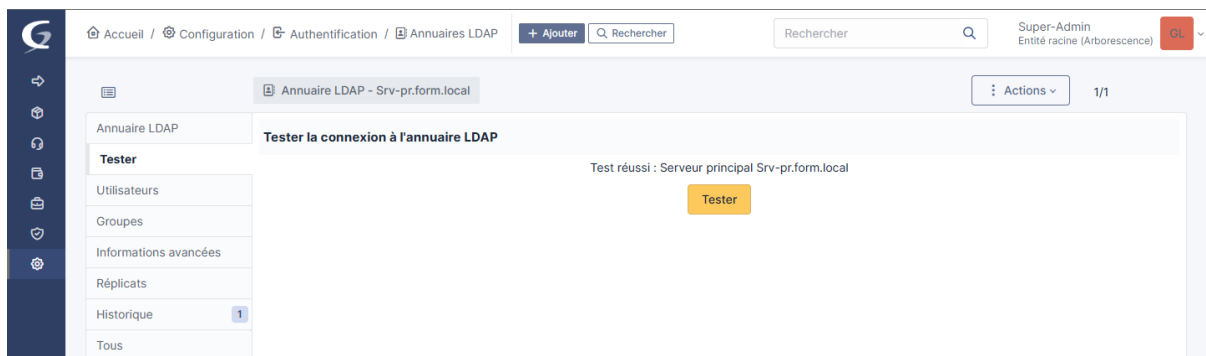 Accueil / Configuration / Authentification / Annuaires LDAP + Ajouter Rechercher Rechercher Super-Admin
Entité racine (Arborescence)
GL
Annuaire LDAP - Srv-pr.form.local Actions 1/1
Annuaire LDAP
Tester
Utilisateurs
Groupes
Informations avancées
Réplicats
Historique 1
Tous
Tester la connexion à l'annuaire LDAP
Test réussi : Serveur principal Srv-pr.form.local
Tester